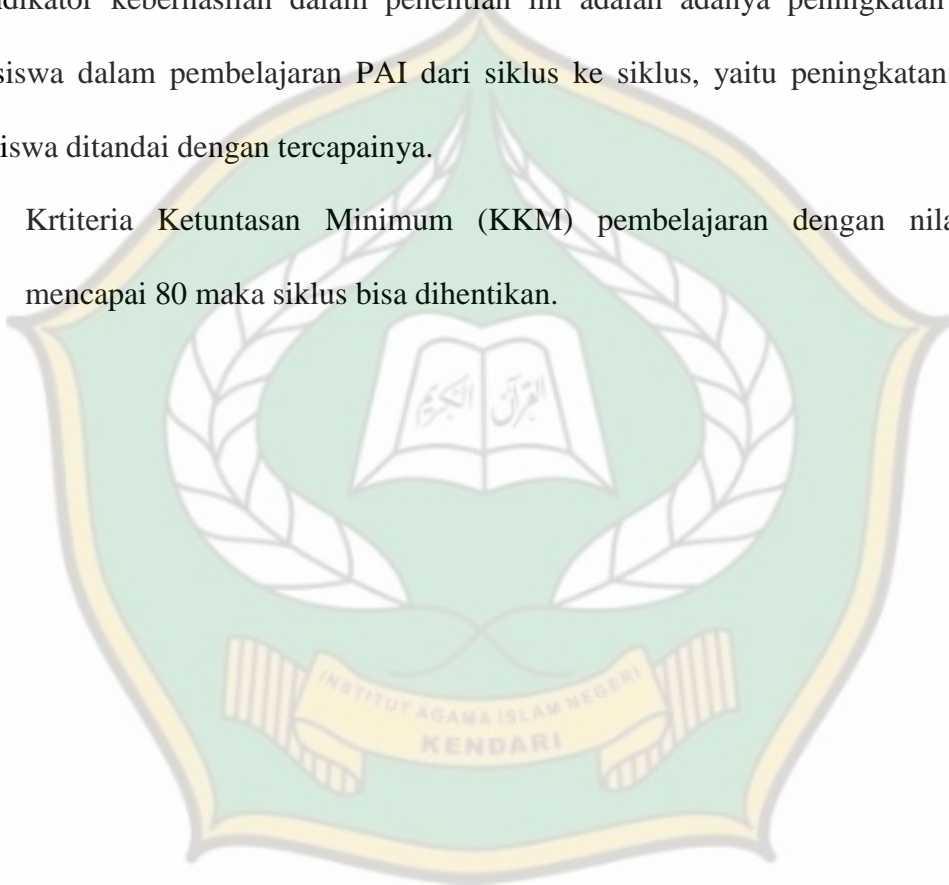 dikator keberhasilan dalam penelitian ini adalah adanya peningkatan
siswa dalam pembelajaran PAI dari siklus ke siklus, yaitu peningkatan
iswa ditandai dengan tercapainya.
Krtiteria Ketuntasan Minimum (KKM) pembelajaran dengan nila
mencapai 80 maka siklus bisa dihentikan.
القرآن الكريم
INSTITUT AGAMA ISLAM NEGERI
KENDARI